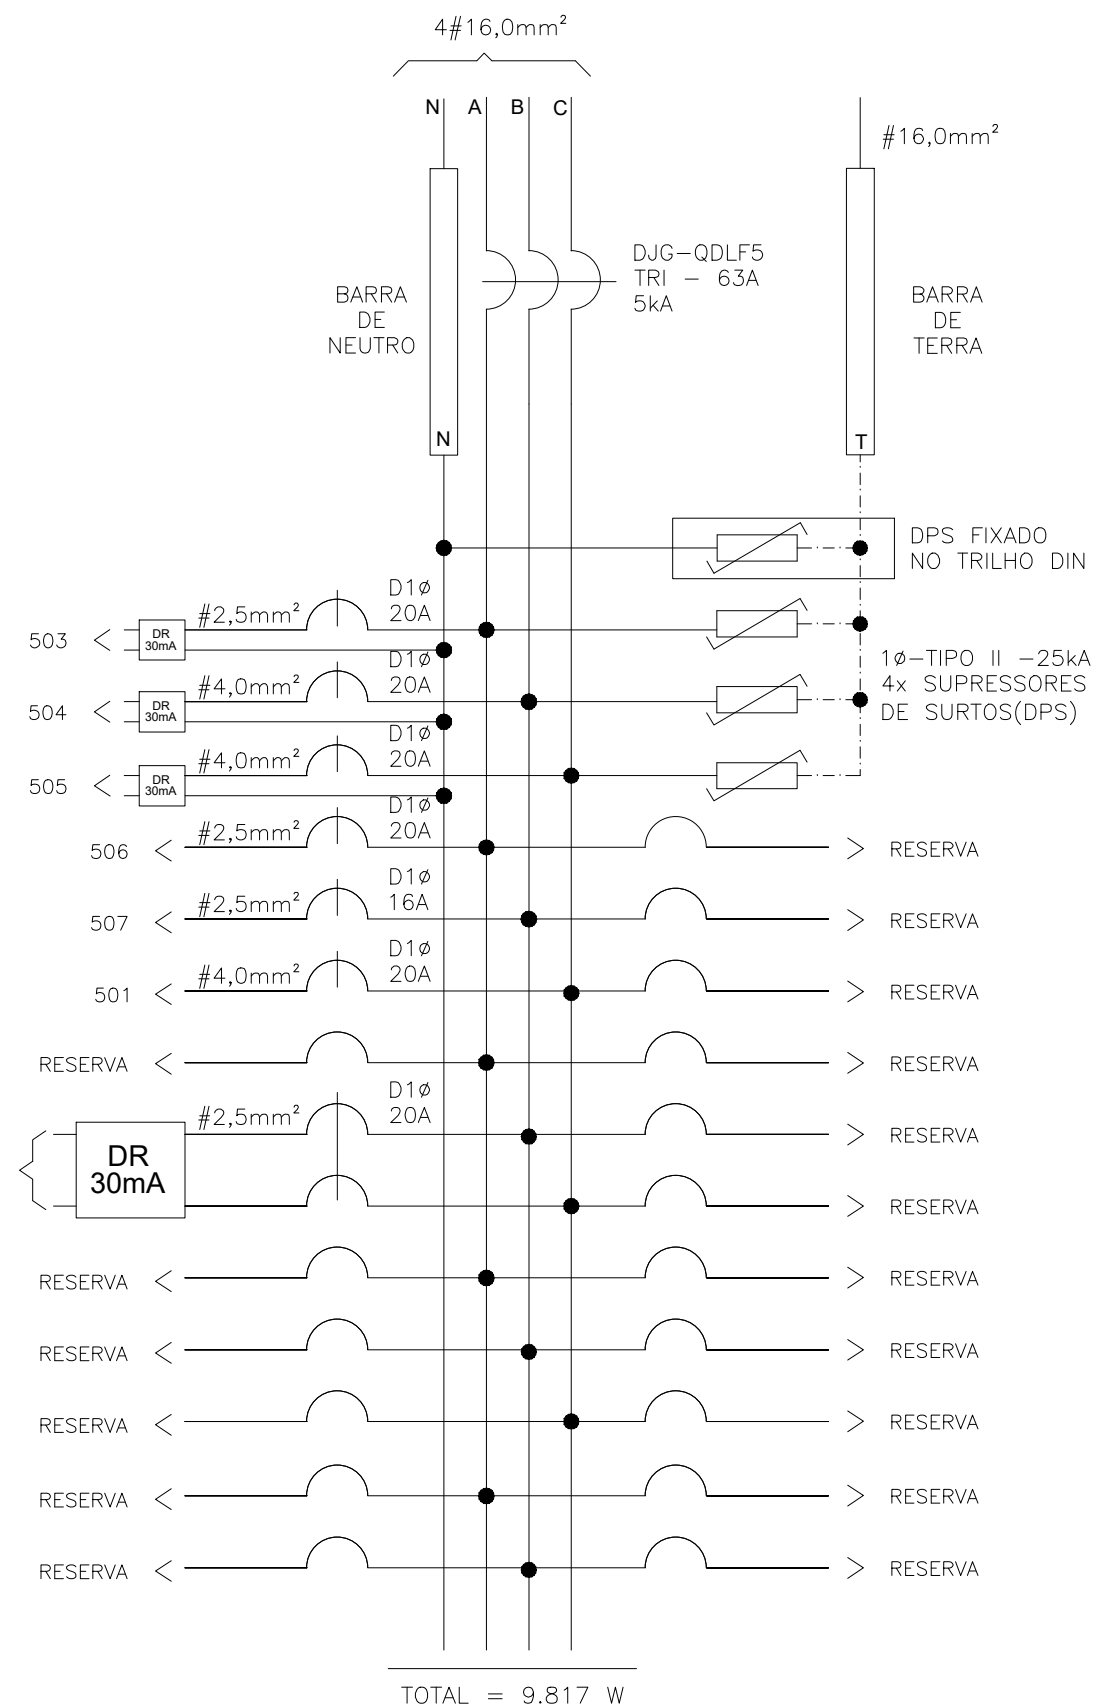 4#16,0mm²
N A B C
#16,0mm²
DJG-QDLF5
TRI - 63A
5kA
BARRA
DE
NEUTRO
BARRA
DE
TERRA
N
T
DPS FIXADO
NO TRILHO DIN
D1ø
20A
#2,5mm²
503
DR
30mA
1ø-TIPO II -25kA
4x SUPRESSORES
DE SURTOS(DPS)
D1ø
20A
#4,0mm²
504
DR
30mA
D1ø
20A
#4,0mm²
505
DR
30mA
D1ø
20A
#2,5mm²
506
RESERVA
D1ø
16A
#2,5mm²
507
RESERVA
D1ø
20A
#4,0mm²
501
RESERVA
RESERVA
RESERVA
D1ø
20A
#2,5mm²
DR
30mA
RESERVA
RESERVA
RESERVA
RESERVA
RESERVA
RESERVA
RESERVA
RESERVA
RESERVA
RESERVA
RESERVA
RESERVA
TOTAL = 9.817 W